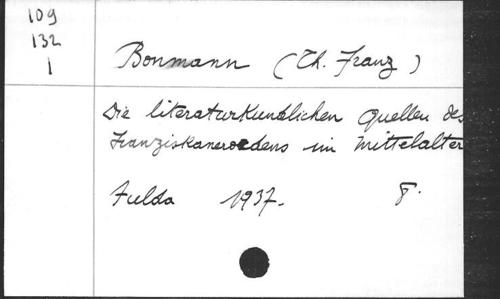 109
132
1
Bonmann (Th. Franz)
Die literaturkundlichen Quellen des
Franziskanerordens im Mittelalter
Fulda 1937. 8°.